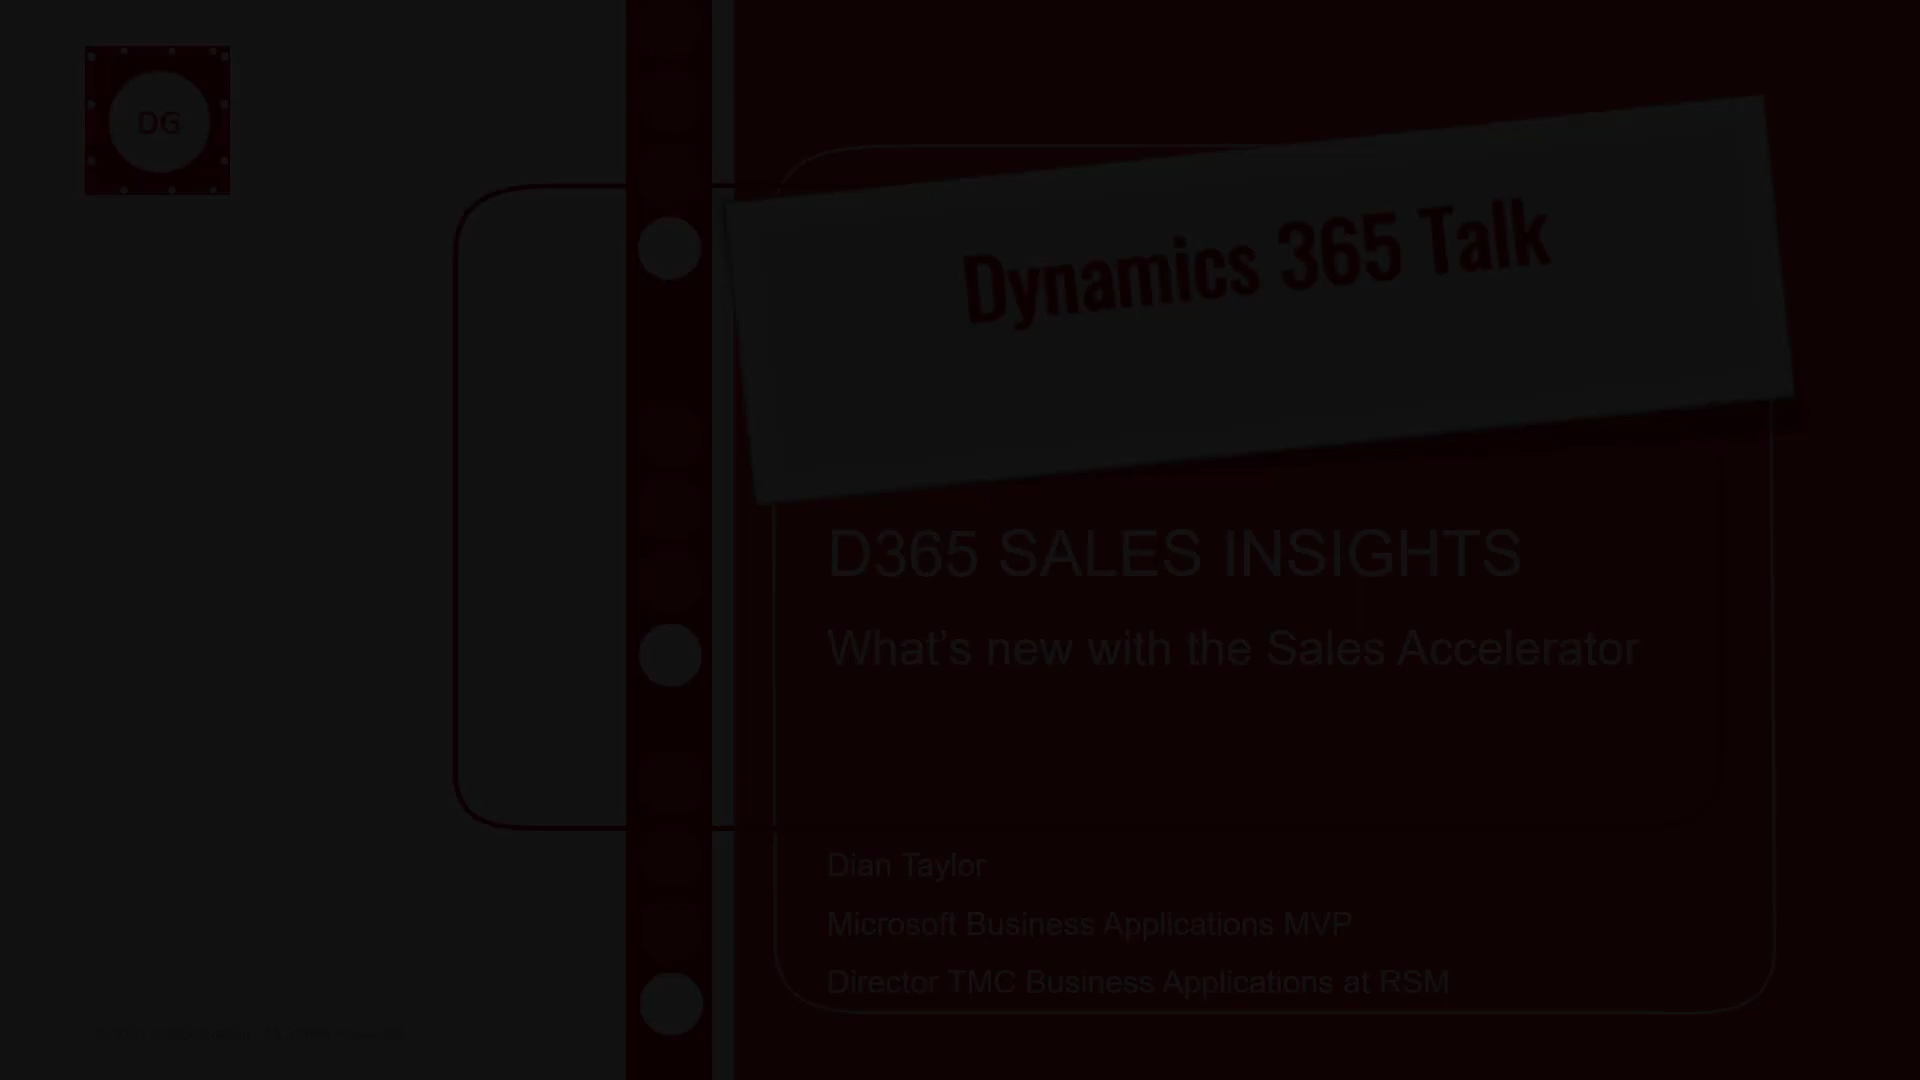 DG
Dynamics 365 Talk
D365 SALES INSIGHTS
What's new with the Sales Accelerator
Dian Taylor
Microsoft Business Applications MVP
Director TMC Business Applications at RSM